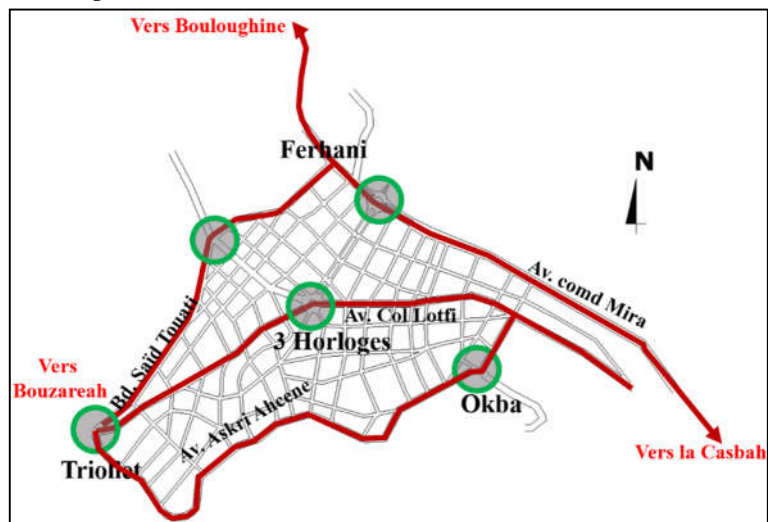 Vers Bouloughine
Ferhani
N
Av. comd Mira
Bd. Saïd Touati
Av. Col Lotfi
3 Horloges
Vers
Bouzareah
Av. Askri Ahcene
Okba
Triollet
Vers la Casbah